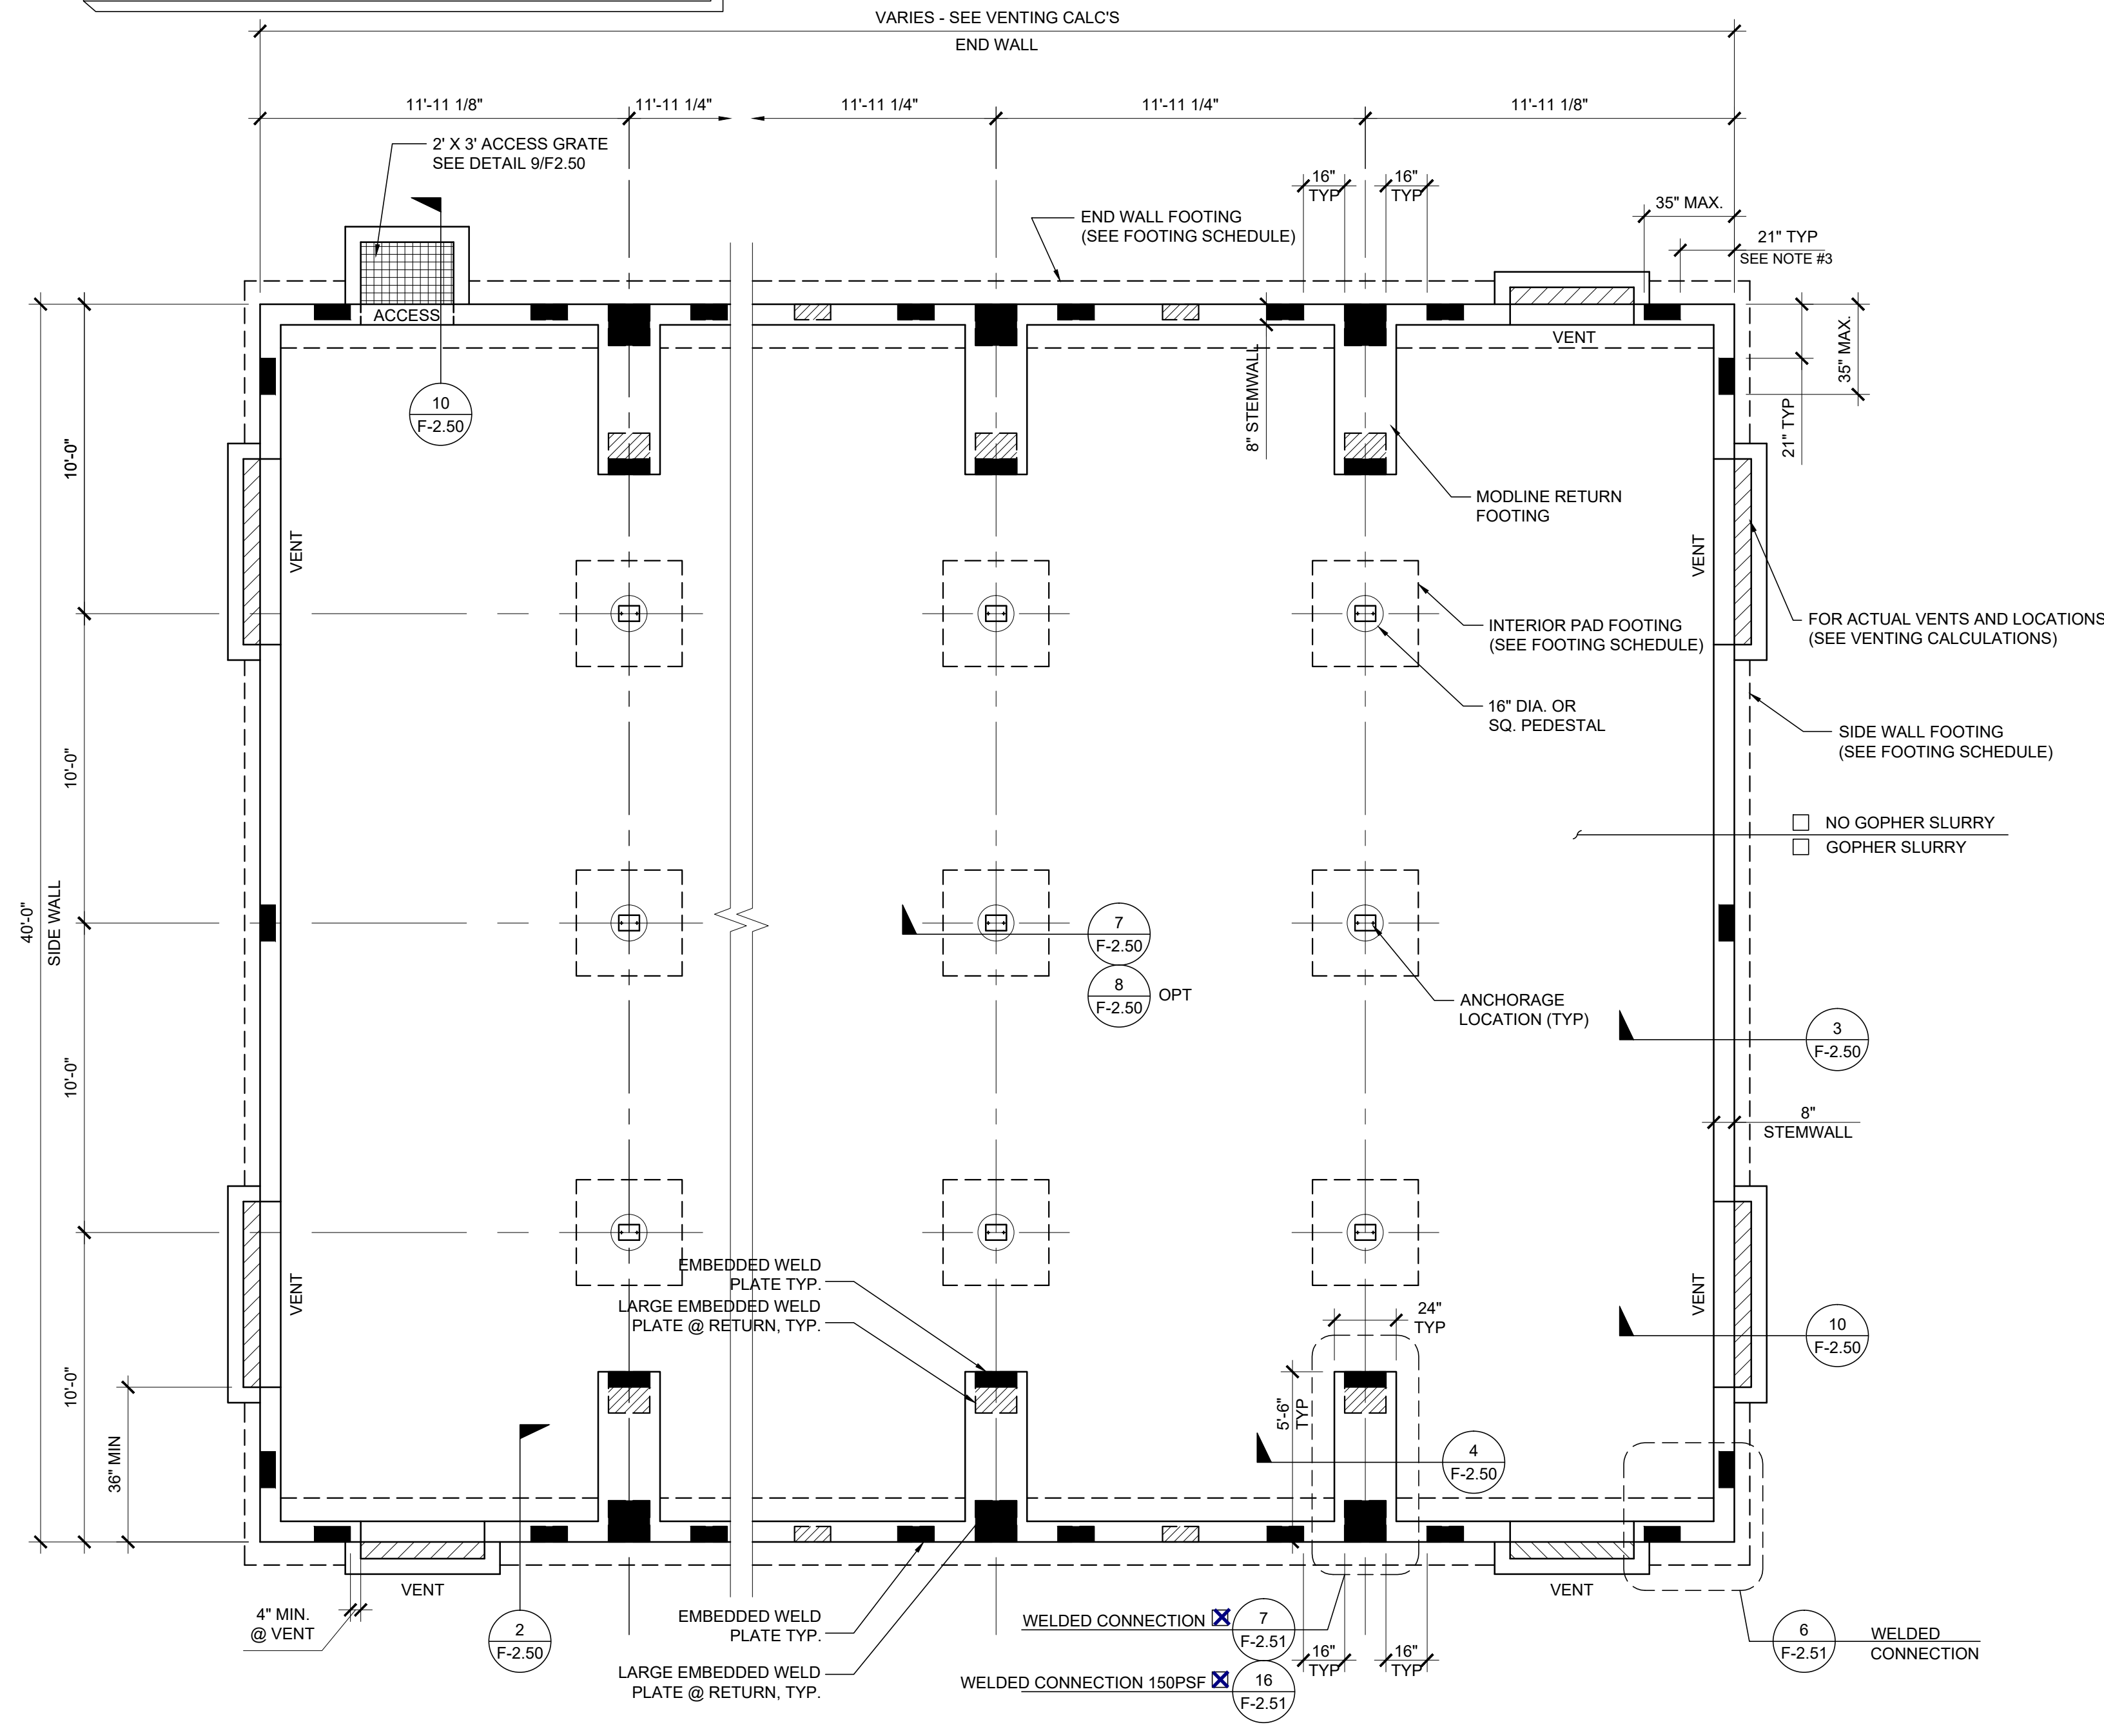 VARIES - SEE VENTING CALC'S
END WALL
11'-11 1/8"
11'-11 1/4"
11'-11 1/4"
11'-11 1/4"
11'-11 1/8"
2' X 3' ACCESS GRATE
SEE DETAIL 9/F2.50
16"
TYP
16"
TYP
35" MAX.
21" TYP
SEE NOTE #3
END WALL FOOTING
(SEE FOOTING SCHEDULE)
ACCESS
VENT
8" STEMWALL
35" MAX.
21" TYP
10
F-2.50
10'-0"
MODLINE RETURN
FOOTING
VENT
VENT
INTERIOR PAD FOOTING
(SEE FOOTING SCHEDULE)
FOR ACTUAL VENTS AND LOCATIONS
(SEE VENTING CALCULATIONS)
16" DIA. OR
SQ. PEDESTAL
SIDE WALL FOOTING
(SEE FOOTING SCHEDULE)
10'-0"
NO GOPHER SLURRY
GOPHER SLURRY
40'-0"
SIDE WALL
7
F-2.50
8
F-2.50
OPT
ANCHORAGE
LOCATION (TYP)
3
F-2.50
10'-0"
8"
STEMWALL
EMBEDDED WELD
PLATE TYP.
LARGE EMBEDDED WELD
PLATE @ RETURN, TYP.
24"
TYP
VENT
VENT
10
F-2.50
10'-0"
5'-6"
TYP
36" MIN
4
F-2.50
VENT
VENT
4" MIN.
@ VENT
2
F-2.50
EMBEDDED WELD
PLATE TYP.
LARGE EMBEDDED WELD
PLATE @ RETURN, TYP.
WELDED CONNECTION
7
F-2.51
WELDED CONNECTION 150PSF
16
F-2.51
16"
TYP
16"
TYP
6
F-2.51
WELDED
CONNECTION